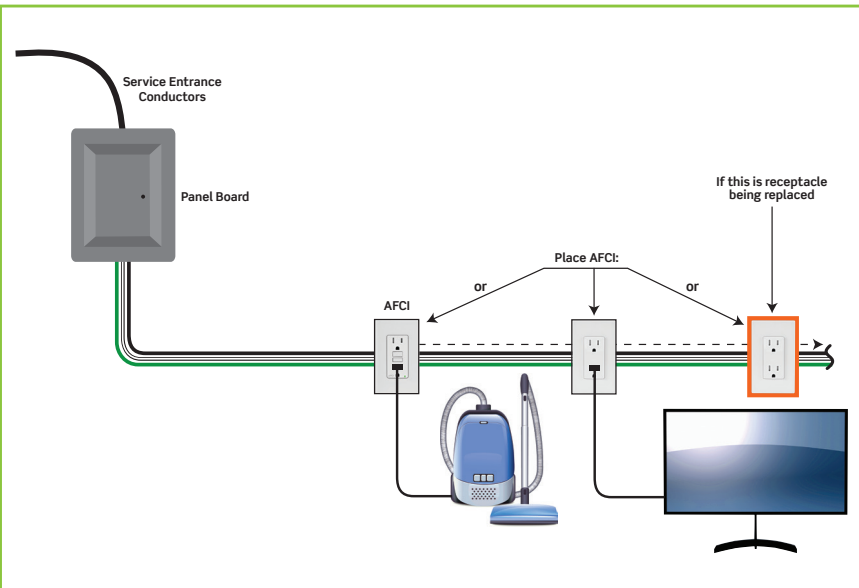 Service Entrance
Conductors
Panel Board
If this is receptacle
being replaced
Place AFCI:
or
or
AFCI